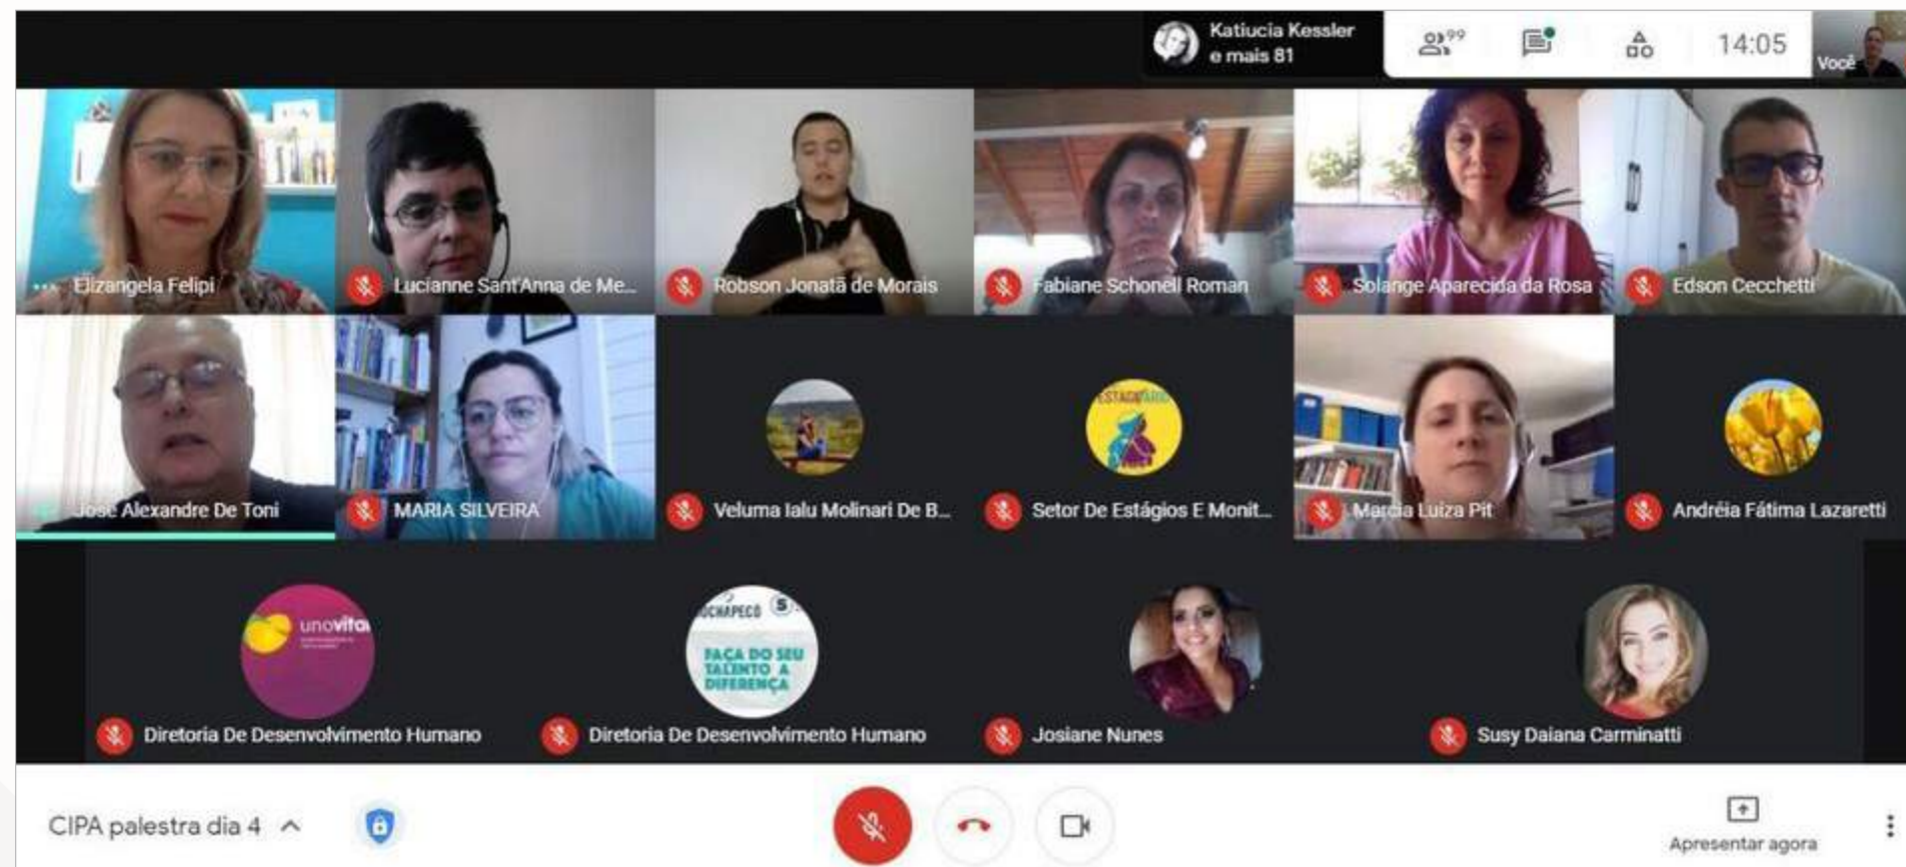 Katiucia Kessler
e mais 81
99
14:05
Você
Elizangela Felipi
Lucianne Sant'Anna de Me...
Robson Jonatã de Morais
Fabiane Schonell Roman
Solange Aparecida da Rosa
Edson Cecchetti
José Alexandre De Toni
MARIA SILVEIRA
Veluma Ialu Molinari De B...
ESTAGIÁRIO
Setor De Estágios E Monit...
Marcia Luiza Pit
Andréia Fátima Lazaretti
unovita
Diretoria De Desenvolvimento Humano
OCHAPECÓ S
FAÇA DO SEU
TALENTO A
DIFERENÇA
Diretoria De Desenvolvimento Humano
Josiane Nunes
Susy Daiana Carminatti
CIPA palestra dia 4
Apresentar agora